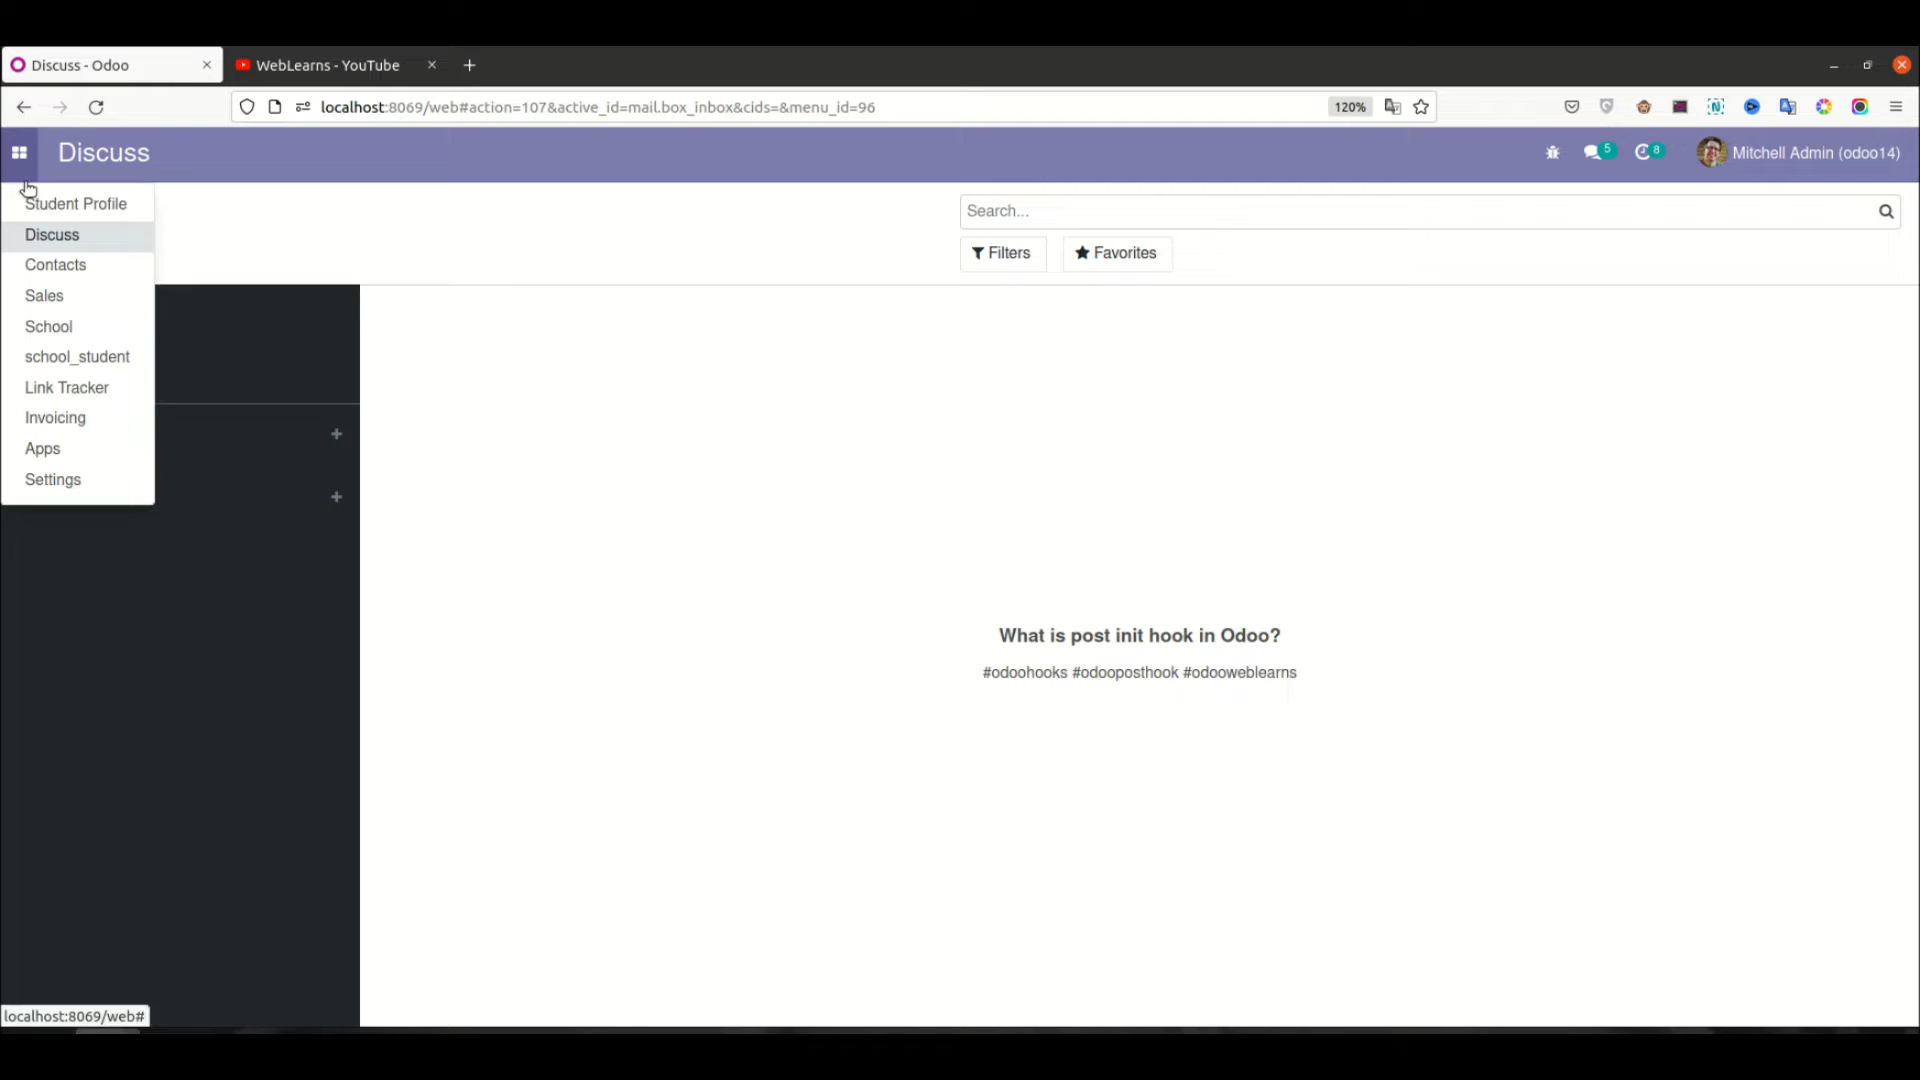 Discuss - Odoo
WebLearns - YouTube
localhost:8069/web#action=107&active_id=mail.box_inbox&cids=&menu_id=96
120%
Discuss
5
8
Mitchell Admin (odoo14)
Student Profile
Discuss
Contacts
Sales
School
school_student
Link Tracker
Invoicing
Apps
Settings
Search...
Filters
Favorites
What is post init hook in Odoo?
#odoohooks #odooposthook #odooweblearns
localhost:8069/web#